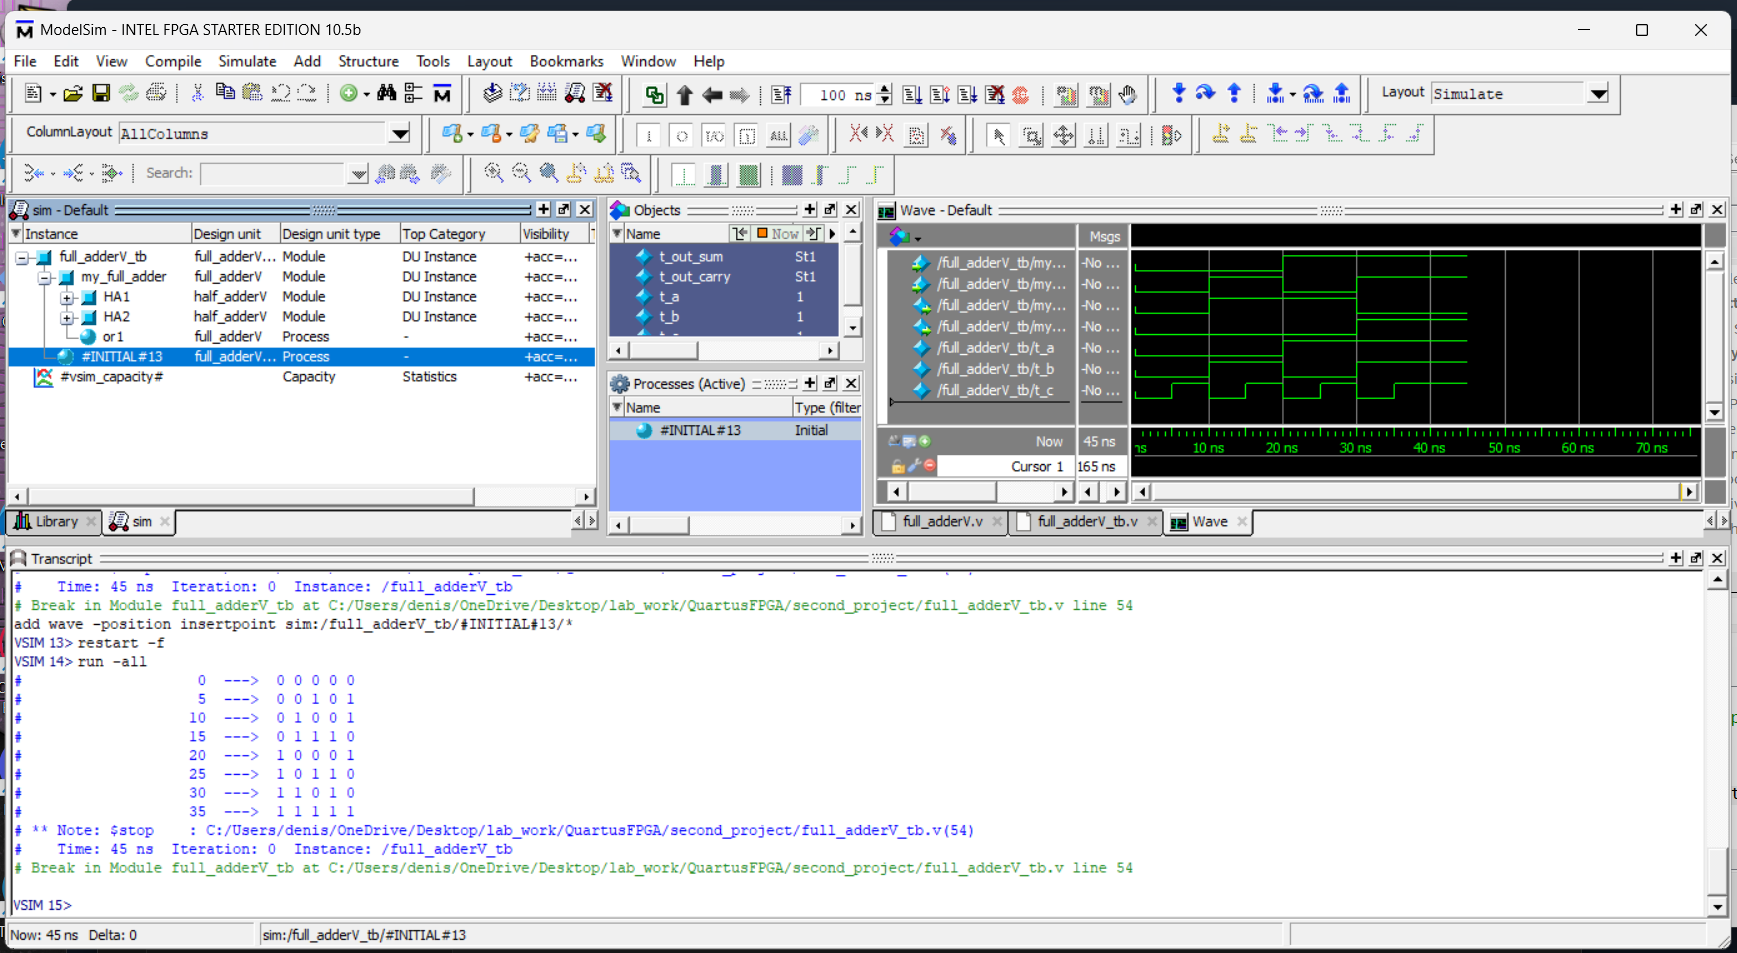 ModelSim - INTEL FPGA STARTER EDITION 10.5b
File Edit View Compile Simulate Add Structure Tools Layout Bookmarks Window Help
100 ns
Layout Simulate
ColumnLayout AllColumns
ALL
Search:
sim - Default
Instance Design unit Design unit type Top Category Visibility
full_adderV_tb full_adderV... Module DU Instance +acc=...
my_full_adder full_adderV Module DU Instance +acc=...
HA1 half_adderV Module DU Instance +acc=...
HA2 half_adderV Module DU Instance +acc=...
or1 full_adderV Process - +acc=...
#INITIAL#13 full_adderV... Process - +acc=...
#vsim_capacity# Capacity Statistics +acc=...
Library sim
Objects
Name Now
t_out_sum St1
t_out_carry St1
t_a 1
t_b 1
Processes (Active)
Name Type (filter
#INITIAL#13 Initial
Wave - Default
Msgs
/full_adderV_tb/my... -No ...
/full_adderV_tb/my... -No ...
/full_adderV_tb/my... -No ...
/full_adderV_tb/my... -No ...
/full_adderV_tb/t_a -No ...
/full_adderV_tb/t_b -No ...
/full_adderV_tb/t_c -No ...
Now 45 ns
ns 10 ns 20 ns 30 ns 40 ns 50 ns 60 ns 70 ns
Cursor 1 165 ns
full_adderV.v full_adderV_tb.v Wave
Transcript
# Time: 45 ns Iteration: 0 Instance: /full_adderV_tb
# Break in Module full_adderV_tb at C:/Users/denis/OneDrive/Desktop/lab_work/QuartusFPGA/second_project/full_adderV_tb.v line 54
add wave -position insertpoint sim:/full_adderV_tb/#INITIAL#13/*
VSIM 13> restart -f
VSIM 14> run -all
# 0 ---> 0 0 0 0 0
# 5 ---> 0 0 1 0 1
# 10 ---> 0 1 0 0 1
# 15 ---> 0 1 1 1 0
# 20 ---> 1 0 0 0 1
# 25 ---> 1 0 1 1 0
# 30 ---> 1 1 0 1 0
# 35 ---> 1 1 1 1 1
# ** Note: $stop : C:/Users/denis/OneDrive/Desktop/lab_work/QuartusFPGA/second_project/full_adderV_tb.v(54)
# Time: 45 ns Iteration: 0 Instance: /full_adderV_tb
# Break in Module full_adderV_tb at C:/Users/denis/OneDrive/Desktop/lab_work/QuartusFPGA/second_project/full_adderV_tb.v line 54
VSIM 15>
Now: 45 ns Delta: 0 sim:/full_adderV_tb/#INITIAL#13